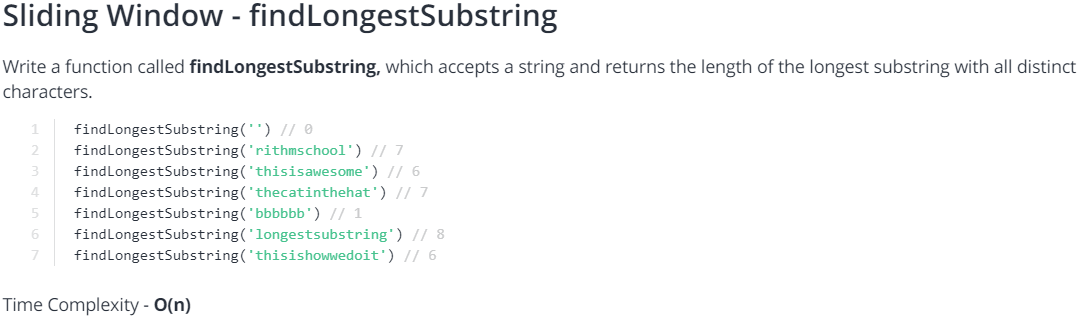 Sliding Window - findLongestSubstring
Write a function called findLongestSubstring, which accepts a string and returns the length of the longest substring with all distinct
characters.
1 findLongestSubstring('') // 0
2 findLongestSubstring('rithmschool') // 7
3 findLongestSubstring('thisisawesome') // 6
4 findLongestSubstring('thecatinthehat') // 7
5 findLongestSubstring('bbbbbb') // 1
6 findLongestSubstring('longestsubstring') // 8
7 findLongestSubstring('thisishowwedoit') // 6
Time Complexity - O(n)